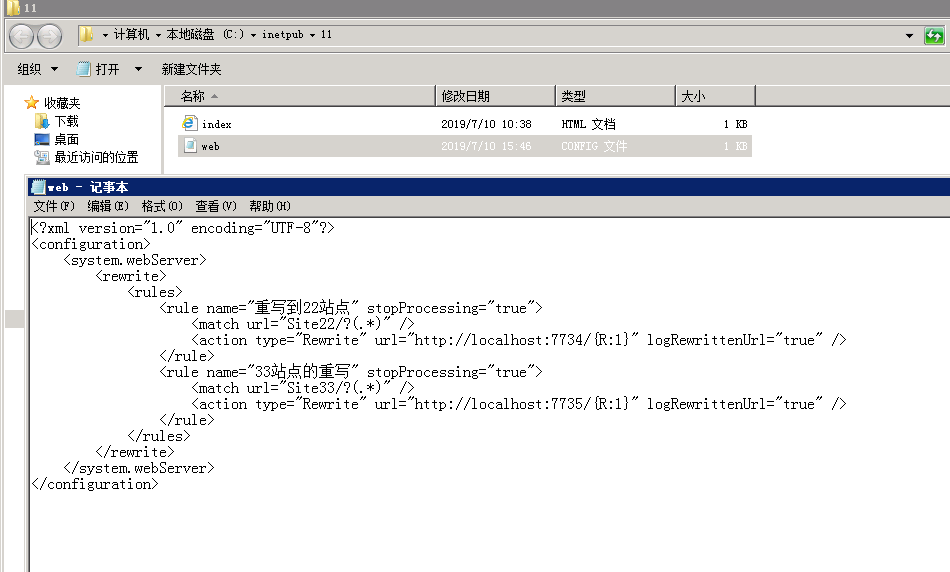 11
计算机 本地磁盘 (C:) inetpub 11
组织 打开 新建文件夹
收藏夹
下载
桌面
最近访问的位置
名称 修改日期 类型 大小
index 2019/7/10 10:38 HTML 文档 1 KB
web 2019/7/10 15:46 CONFIG 文件 1 KB
web - 记事本
文件(F) 编辑(E) 格式(O) 查看(V) 帮助(H)
<?xml version="1.0" encoding="UTF-8"?>
<configuration>
    <system.webServer>
        <rewrite>
            <rules>
                <rule name="重写到22站点" stopProcessing="true">
                    <match url="Site22/?(.*)" />
                    <action type="Rewrite" url="http://localhost:7734/{R:1}" logRewrittenUrl="true" />
                </rule>
                <rule name="33站点的重写" stopProcessing="true">
                    <match url="Site33/?(.*)" />
                    <action type="Rewrite" url="http://localhost:7735/{R:1}" logRewrittenUrl="true" />
                </rule>
            </rules>
        </rewrite>
    </system.webServer>
</configuration>